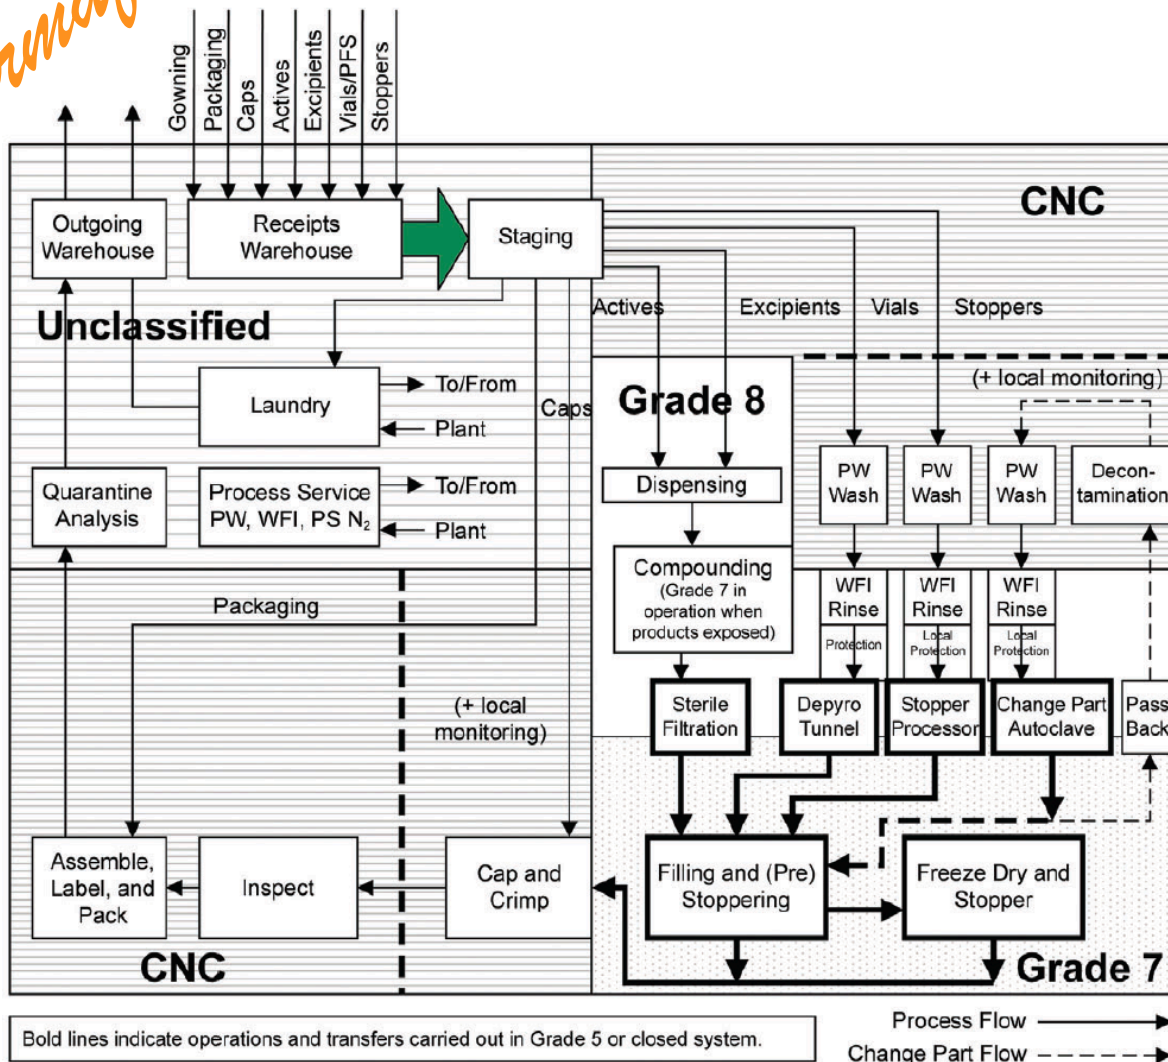 Gowning
Packaging
Caps
Actives
Excipients
Vials/PFS
Stoppers
Outgoing
Warehouse
Receipts
Warehouse
Staging
CNC
Unclassified
Actives
Excipients
Vials
Stoppers
(+ local monitoring)
Laundry
To/From
Plant
Caps
Grade 8
Quarantine
Analysis
Process Service
PW, WFI, PS N₂
To/From
Plant
Dispensing
PW
Wash
PW
Wash
PW
Wash
Decon-
tamination
Compounding
(Grade 7 in
operation when
products exposed)
WFI
Rinse
Protection
WFI
Rinse
Local
Protection
WFI
Rinse
Local
Protection
Packaging
(+ local
monitoring)
Sterile
Filtration
Depyro
Tunnel
Stopper
Processor
Change Part
Autoclave
Pass
Back
Assemble,
Label, and
Pack
Inspect
Cap and
Crimp
Filling and (Pre)
Stoppering
Freeze Dry and
Stopper
CNC
Grade 7
Bold lines indicate operations and transfers carried out in Grade 5 or closed system.
Process Flow
Change Part Flow